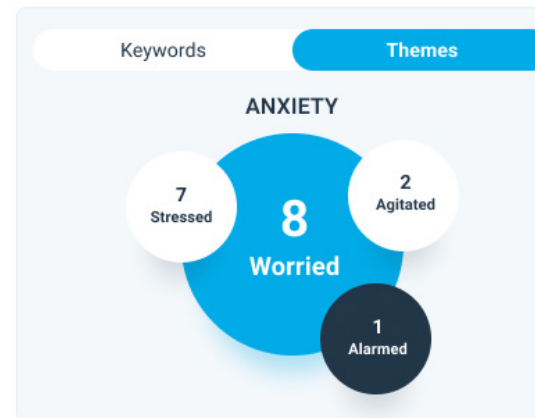 Keywords
Themes
ANXIETY
7
Stressed
8
Worried
2
Agitated
1
Alarmed